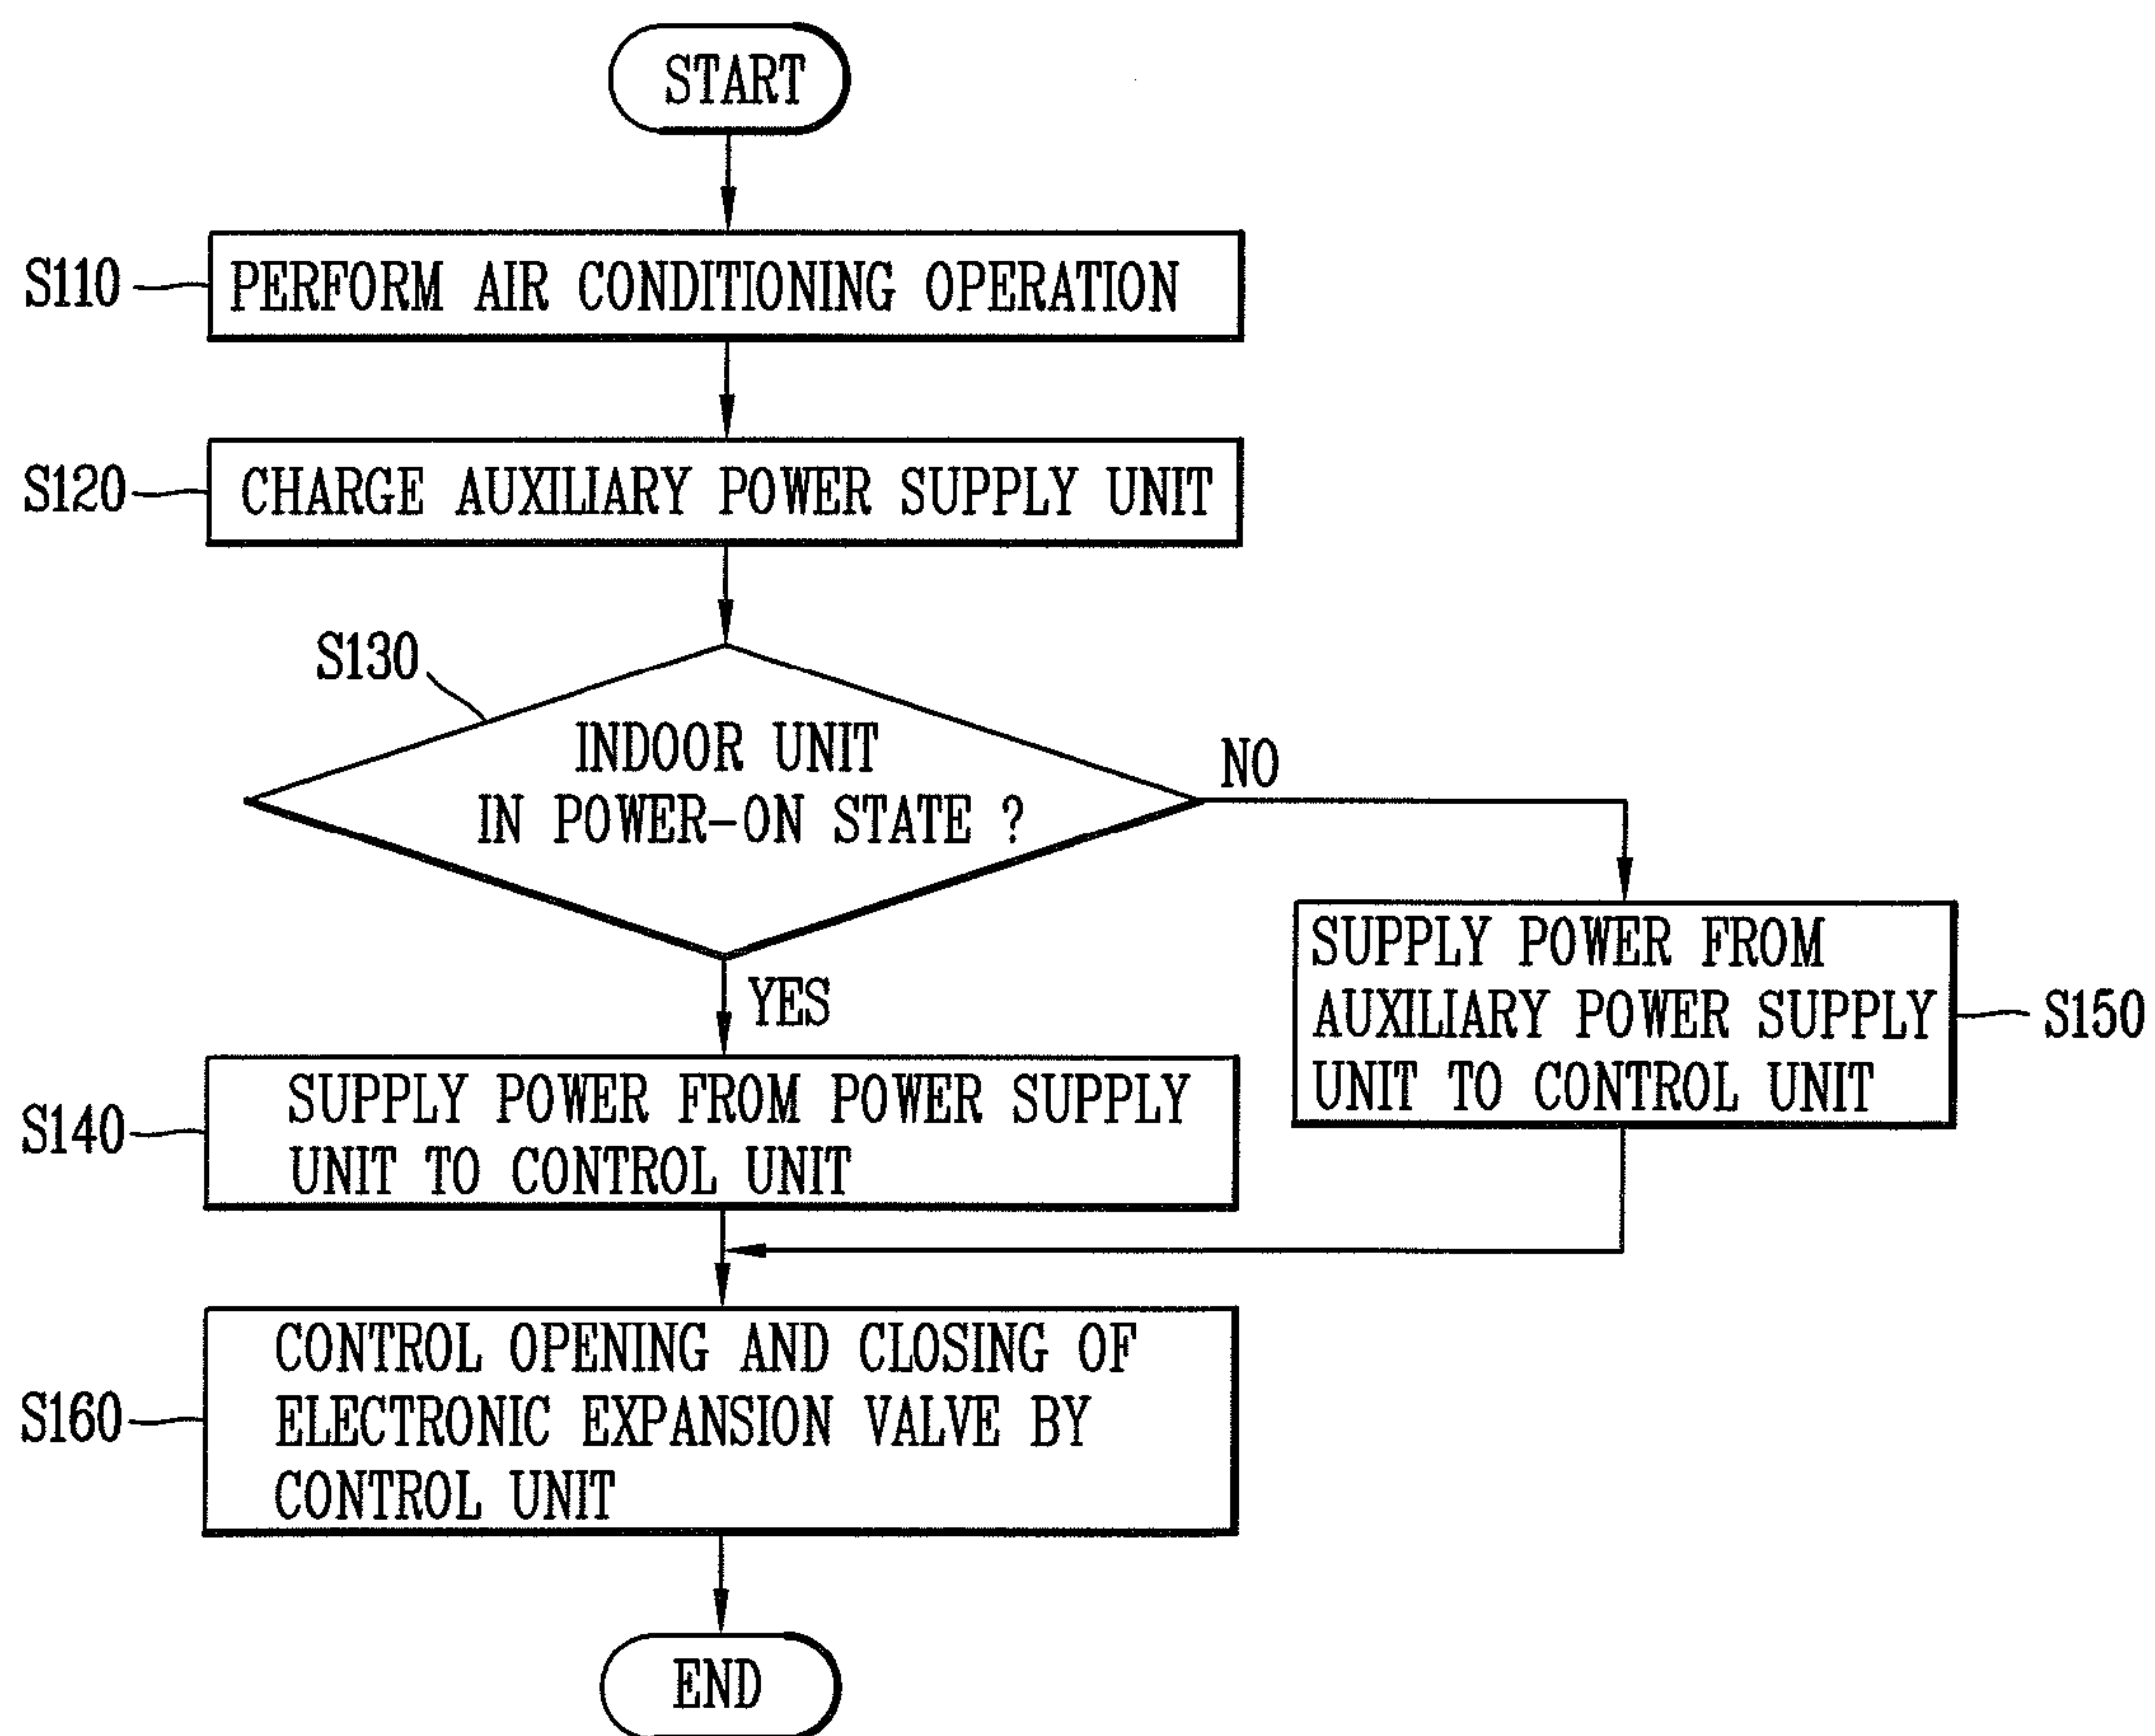 START
S110
PERFORM AIR CONDITIONING OPERATION
S120
CHARGE AUXILIARY POWER SUPPLY UNIT
S130
INDOOR UNIT
IN POWER-ON STATE ?
NO
YES
SUPPLY POWER FROM
AUXILIARY POWER SUPPLY
UNIT TO CONTROL UNIT
S150
S140
SUPPLY POWER FROM POWER SUPPLY
UNIT TO CONTROL UNIT
S160
CONTROL OPENING AND CLOSING OF
ELECTRONIC EXPANSION VALVE BY
CONTROL UNIT
END